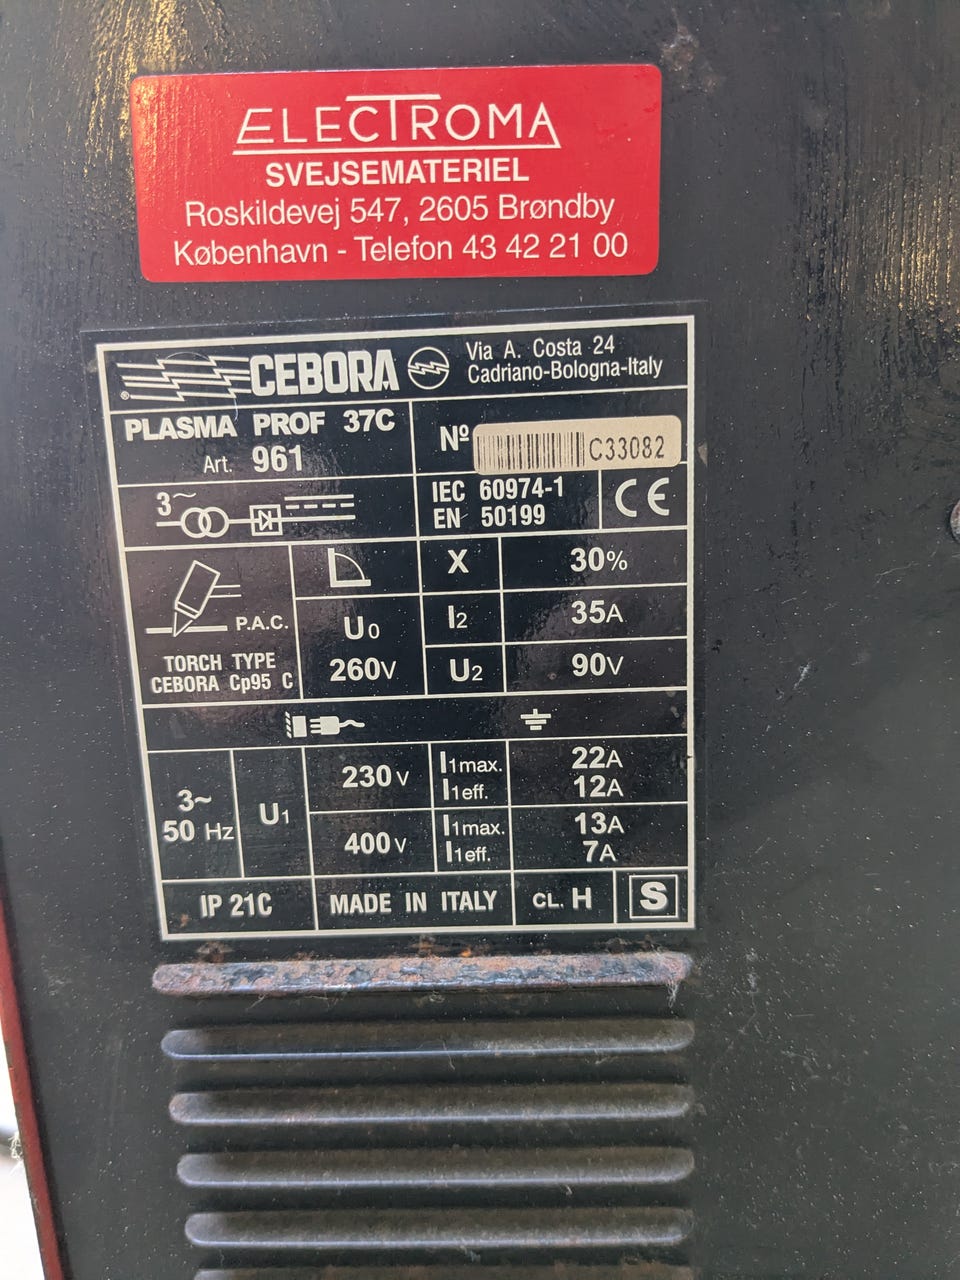 ELECTROMA
SVEJSEMATERIEL
Roskildevej 547, 2605 Brøndby
København - Telefon 43 42 21 00
CEBORA
Via A. Costa 24
Cadriano-Bologna-Italy
®
PLASMA PROF 37C
Art. 961
Nº
C33082
3~
IEC 60974-1
EN 50199
CE
P.A.C.
TORCH TYPE
CEBORA Cp95 C
U0
260V
X 30%
I2 35A
U2 90V
3~
50 Hz
U1
230 V
I1max. 22A
I1eff. 12A
400 V
I1max. 13A
I1eff. 7A
IP 21C
MADE IN ITALY
CL. H
S